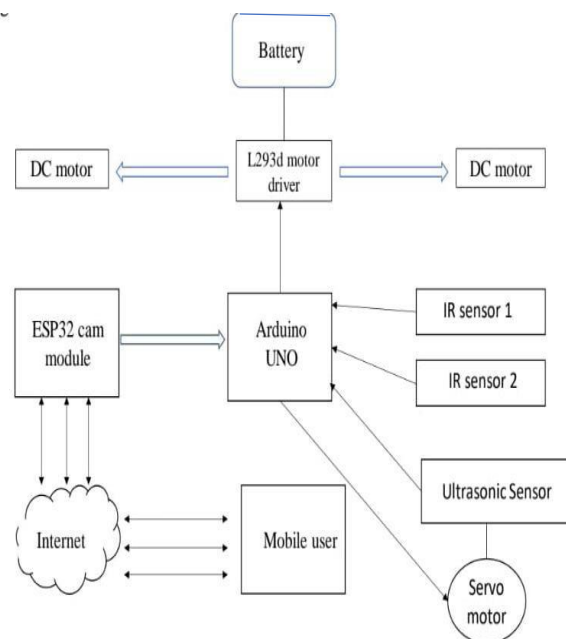 Battery
DC motor
L293d motor
driver
DC motor
ESP32 cam
module
Arduino
UNO
IR sensor 1
IR sensor 2
Ultrasonic Sensor
Internet
Mobile user
Servo
motor